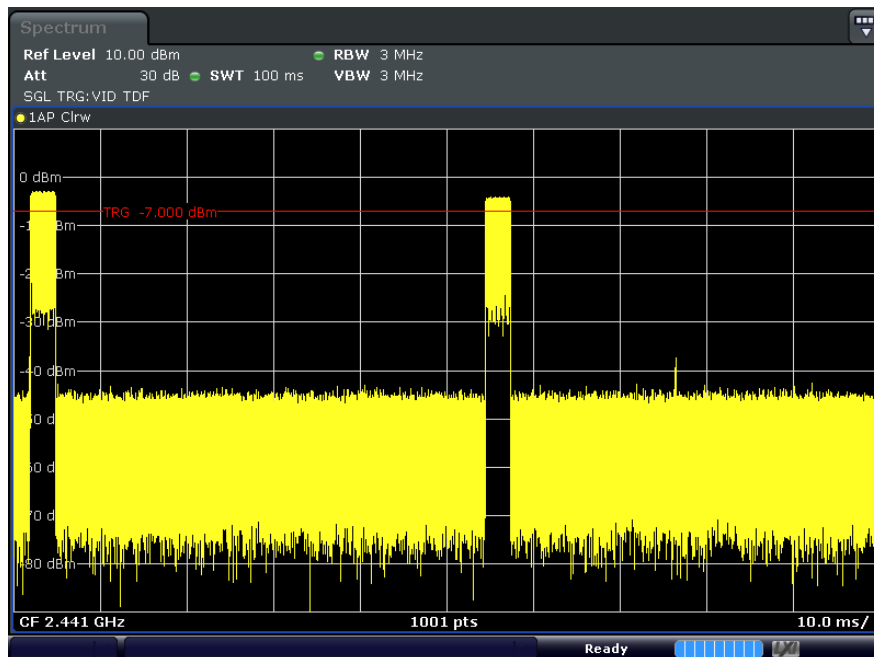 Spectrum
Ref Level 10.00 dBm RBW 3 MHz
Att 30 dB SWT 100 ms VBW 3 MHz
SGL TRG:VID TDF
1AP Clrw
0 dBm
TRG -7.000 dBm
-40 dBm
-80 dBm
CF 2.441 GHz 1001 pts 10.0 ms/
Ready
LXI